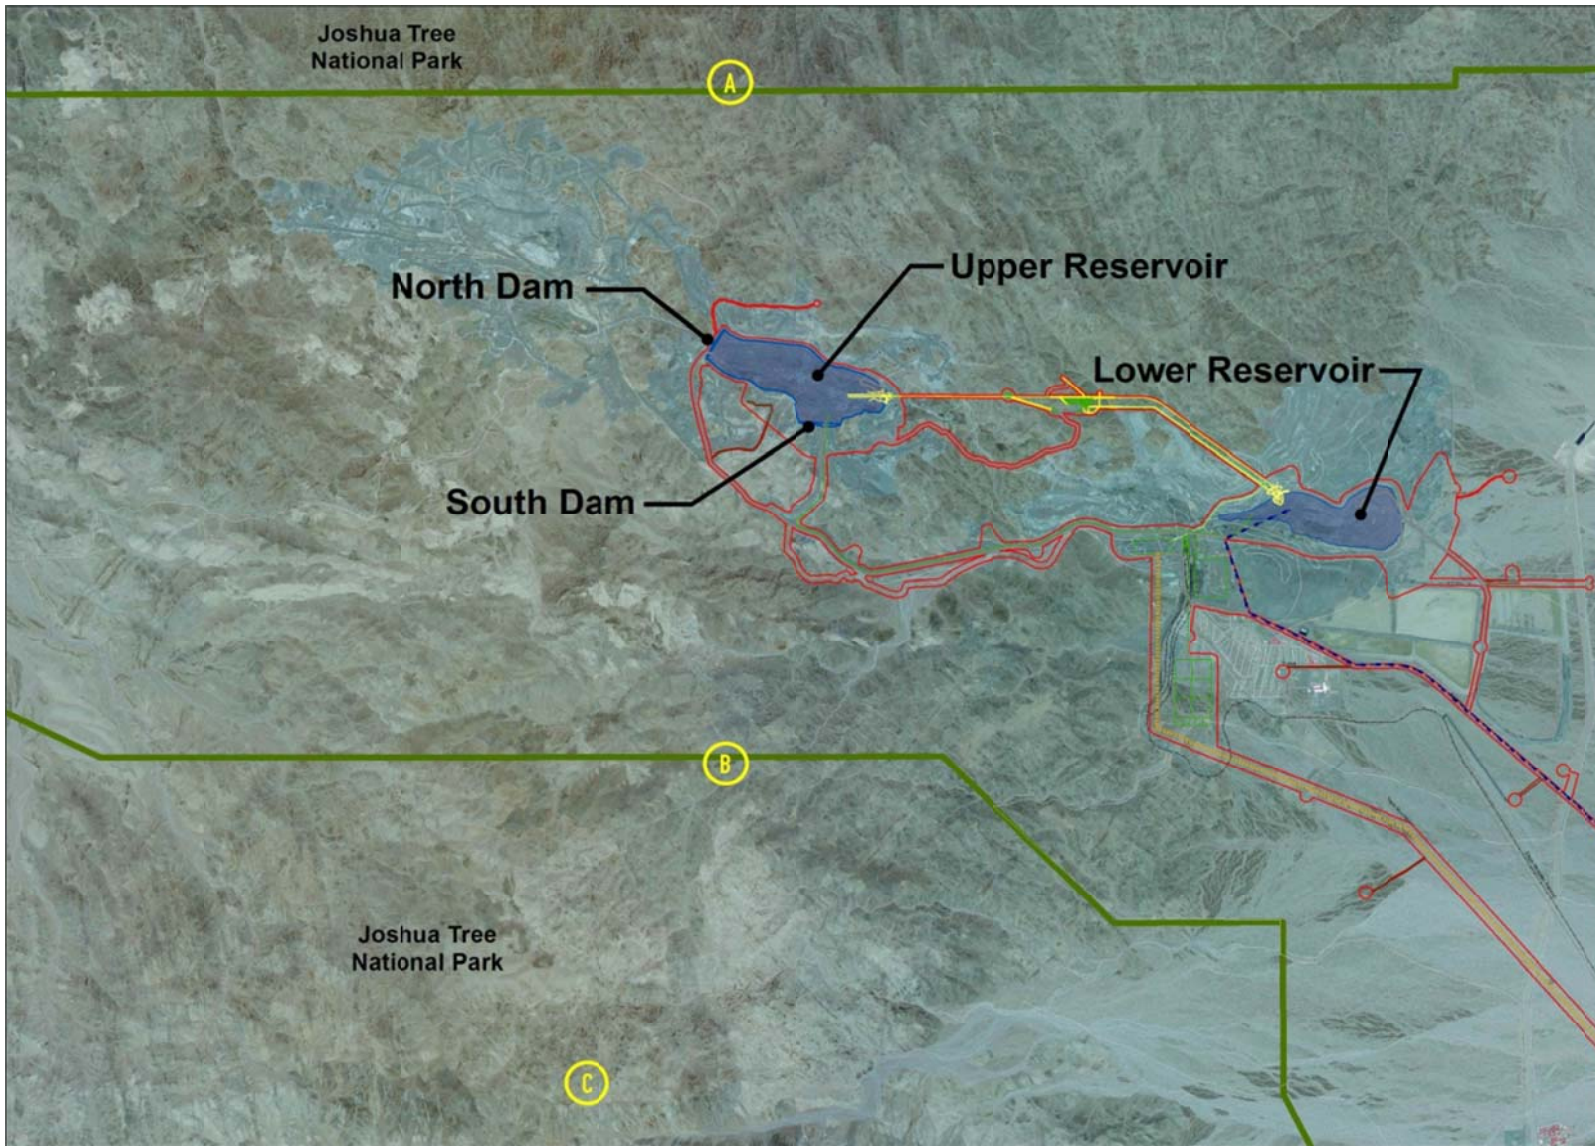 Joshua Tree
National Park
A
Upper Reservoir
North Dam
Lower Reservoir
South Dam
B
Joshua Tree
National Park
C